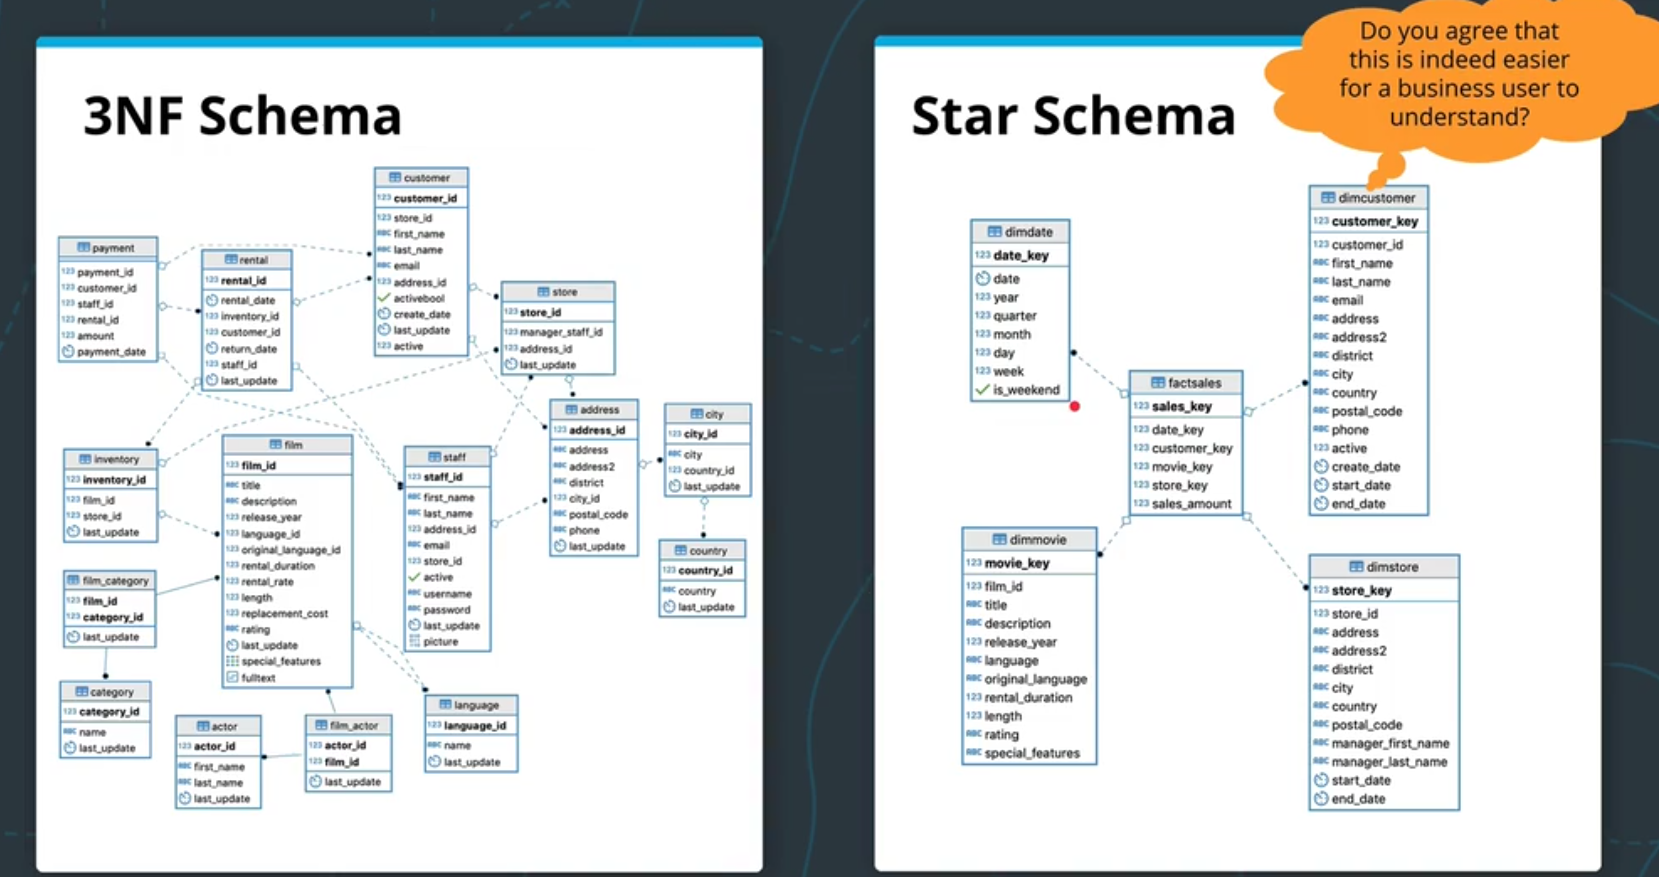 3NF Schema
customer
customer_id
store_id
first_name
last_name
email
address_id
activebool
create_date
last_update
active
payment
payment_id
customer_id
staff_id
rental_id
amount
payment_date
rental
rental_id
rental_date
inventory_id
customer_id
return_date
staff_id
last_update
store
store_id
manager_staff_id
address_id
last_update
address
address_id
address
address2
district
city_id
postal_code
phone
last_update
city
city_id
city
country_id
last_update
inventory
inventory_id
film_id
store_id
last_update
film
film_id
title
description
release_year
language_id
original_language_id
rental_duration
rental_rate
length
replacement_cost
rating
last_update
special_features
fulltext
staff
staff_id
first_name
last_name
address_id
email
store_id
active
username
password
last_update
picture
country
country_id
country
last_update
film_category
film_id
category_id
last_update
category
category_id
name
last_update
actor
actor_id
first_name
last_name
last_update
film_actor
actor_id
film_id
last_update
language
language_id
name
last_update
Star Schema
Do you agree that
this is indeed easier
for a business user to
understand?
dimdate
date_key
date
year
quarter
month
day
week
is_weekend
dimcustomer
customer_key
customer_id
first_name
last_name
email
address
address2
district
city
country
postal_code
phone
active
create_date
start_date
end_date
factsales
sales_key
date_key
customer_key
movie_key
store_key
sales_amount
dimmovie
movie_key
film_id
title
description
release_year
language
original_language
rental_duration
length
rating
special_features
dimstore
store_key
store_id
address
address2
district
city
country
postal_code
manager_first_name
manager_last_name
start_date
end_date